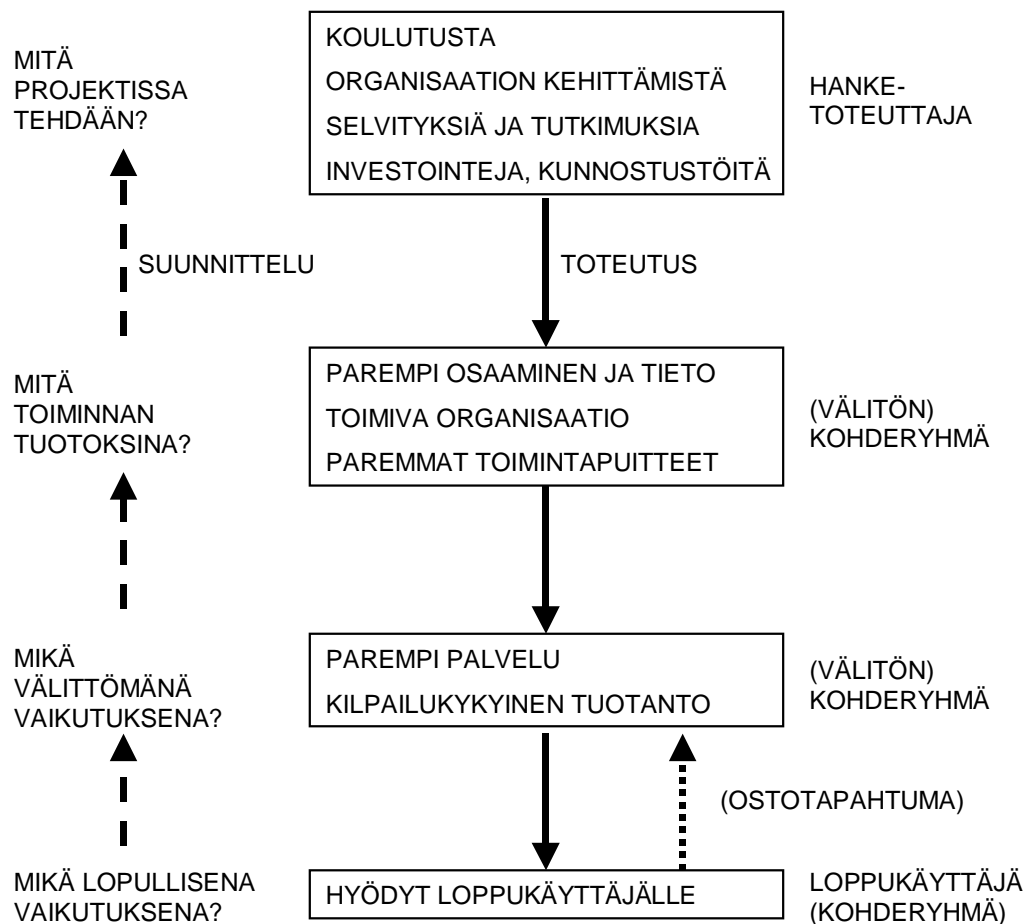 MITÄ
PROJEKTISSA
TEHDÄÄN?
KOULUTUSTA
ORGANISAATION KEHITTÄMISTÄ
SELVITYKSIÄ JA TUTKIMUKSIA
INVESTOINTEJA, KUNNOSTUSTÖITÄ
HANKE-
TOTEUTTAJA
SUUNNITTELU
TOTEUTUS
MITÄ
TOIMINNAN
TUOTOKSINA?
PAREMPI OSAAMINEN JA TIETO
TOIMIVA ORGANISAATIO
PAREMMAT TOIMINTAPUITTEET
(VÄLITÖN)
KOHDERYHMÄ
MIKÄ
VÄLITTÖMÄNÄ
VAIKUTUKSENA?
PAREMPI PALVELU
KILPAILUKYKYINEN TUOTANTO
(VÄLITÖN)
KOHDERYHMÄ
(OSTOTAPAHTUMA)
MIKÄ LOPULLISENA
VAIKUTUKSENA?
HYÖDYT LOPPUKÄYTTÄJÄLLE
LOPPUKÄYTTÄJÄ
(KOHDERYHMÄ)